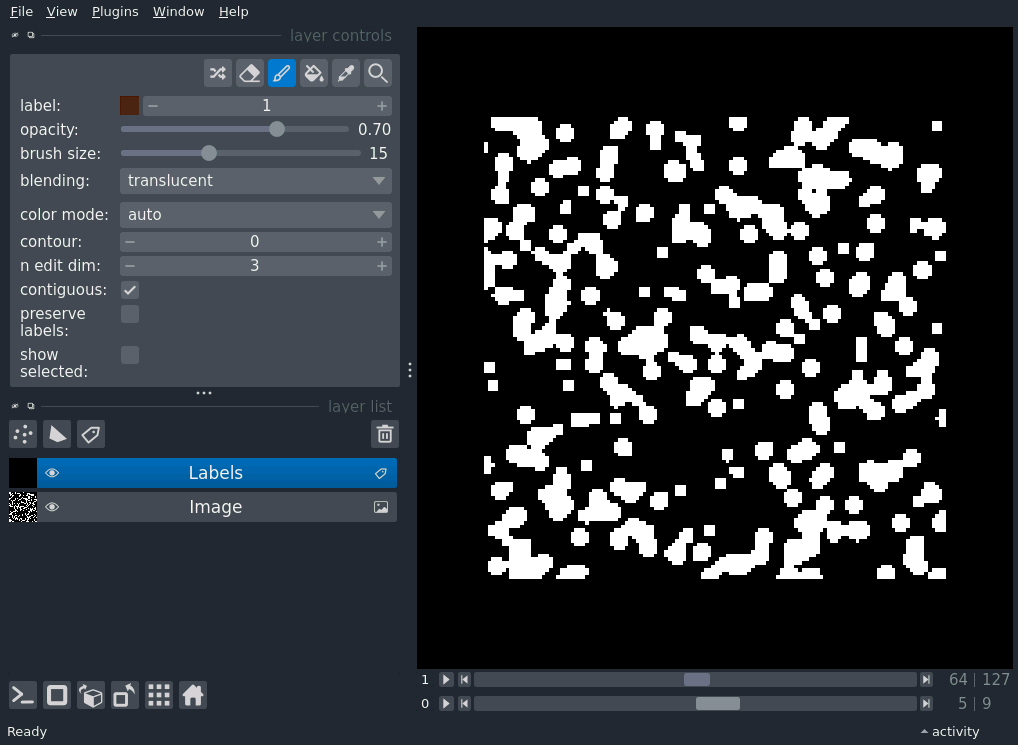 File View Plugins Window Help
layer controls
label: 1
opacity: 0.70
brush size: 15
blending: translucent
color mode: auto
contour: 0
n edit dim: 3
contiguous:
preserve
labels:
show
selected:
layer list
Labels
Image
1 64 | 127
0 5 | 9
Ready
activity